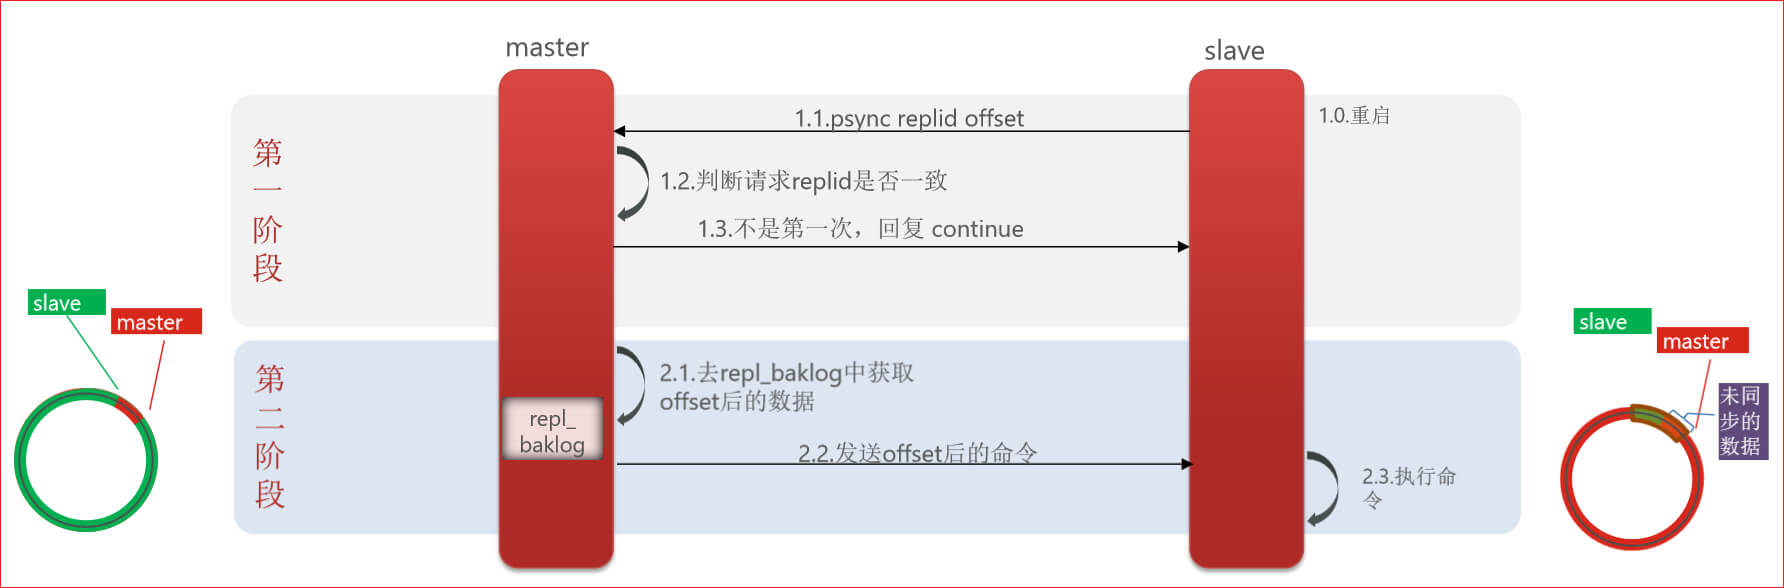 master
slave
第一阶段
1.0.重启
1.1.psync replid offset
1.2.判断请求replid是否一致
1.3.不是第一次，回复 continue
slave
master
第二阶段
2.1.去repl_baklog中获取
offset后的数据
repl_
baklog
2.2.发送offset后的命令
2.3.执行命
令
slave
master
未同
步的
数据